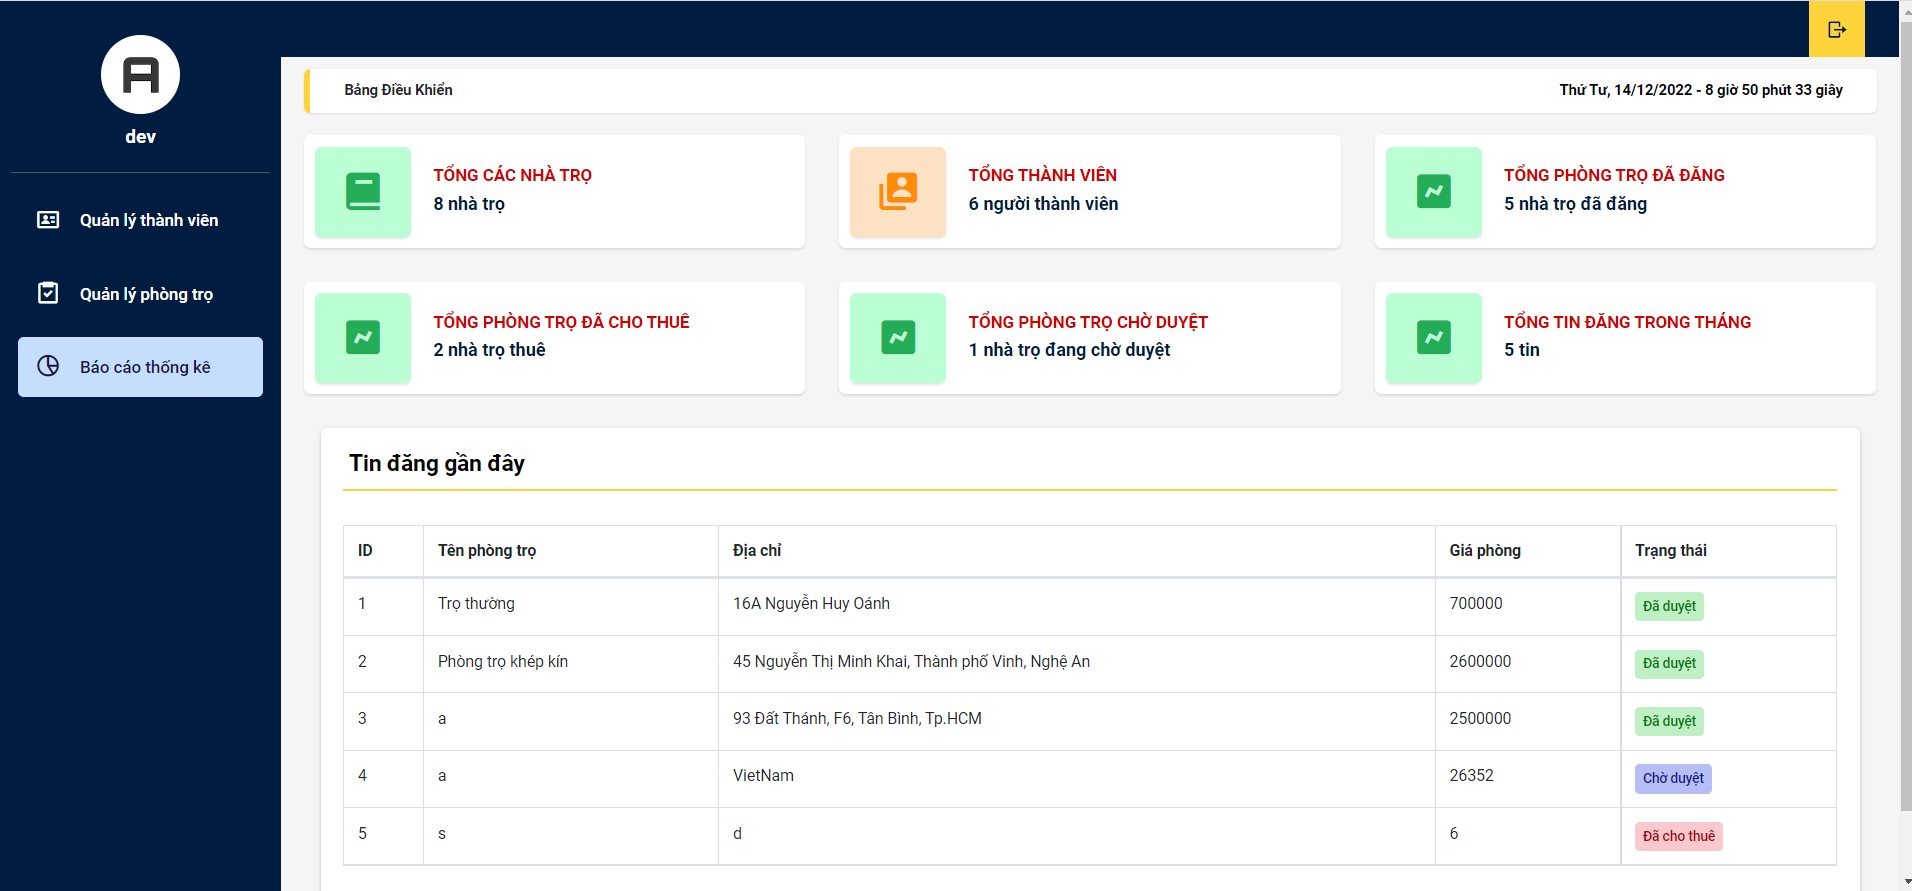 dev
Quản lý thành viên
Quản lý phòng trọ
Báo cáo thống kê
Bảng Điều Khiển
Thứ Tư, 14/12/2022 - 8 giờ 50 phút 33 giây
TỔNG CÁC NHÀ TRỌ
8 nhà trọ
TỔNG THÀNH VIÊN
6 người thành viên
TỔNG PHÒNG TRỌ ĐÃ ĐĂNG
5 nhà trọ đã đăng
TỔNG PHÒNG TRỌ ĐÃ CHO THUÊ
2 nhà trọ thuê
TỔNG PHÒNG TRỌ CHỜ DUYỆT
1 nhà trọ đang chờ duyệt
TỔNG TIN ĐĂNG TRONG THÁNG
5 tin
Tin đăng gần đây
ID Tên phòng trọ Địa chỉ Giá phòng Trạng thái
1 Trọ thường 16A Nguyễn Huy Oánh 700000 Đã duyệt
2 Phòng trọ khép kín 45 Nguyễn Thị Minh Khai, Thành phố Vinh, Nghệ An 2600000 Đã duyệt
3 a 93 Đất Thánh, F6, Tân Bình, Tp.HCM 2500000 Đã duyệt
4 a VietNam 26352 Chờ duyệt
5 s d 6 Đã cho thuê